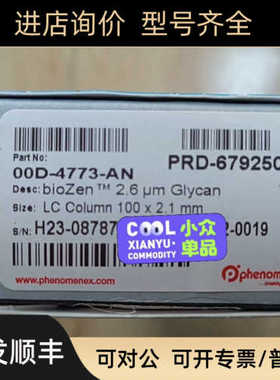 进店询价 型号齐全
Part No:
00D-4773-AN
PRD-679250
Desc: bioZen™ 2.6 µm Glycan
Size: LC Column 100 x 2.1 mm
S/N: H23-08787
2-0019
COOL 小众
XIANYU-
COMMODITY 单品
phenomen
www.phenomenex.com
发顺丰
可对公 可开专票/普